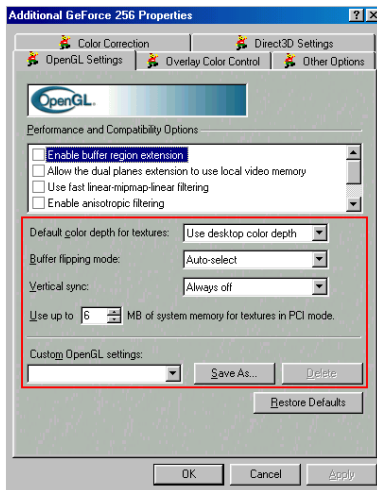 Additional GeForce 256 Properties
Color Correction Direct3D Settings
OpenGL Settings Overlay Color Control Other Options
OpenGL.
Performance and Compatibility Options
Enable buffer region extension
Allow the dual planes extension to use local video memory
Use fast linear-mipmap-linear filtering
Enable anisotropic filtering
Default color depth for textures: Use desktop color depth
Buffer flipping mode: Auto-select
Vertical sync: Always off
Use up to 6 MB of system memory for textures in PCI mode.
Custom OpenGL settings:
Save As... Delete
Restore Defaults
OK Cancel Apply